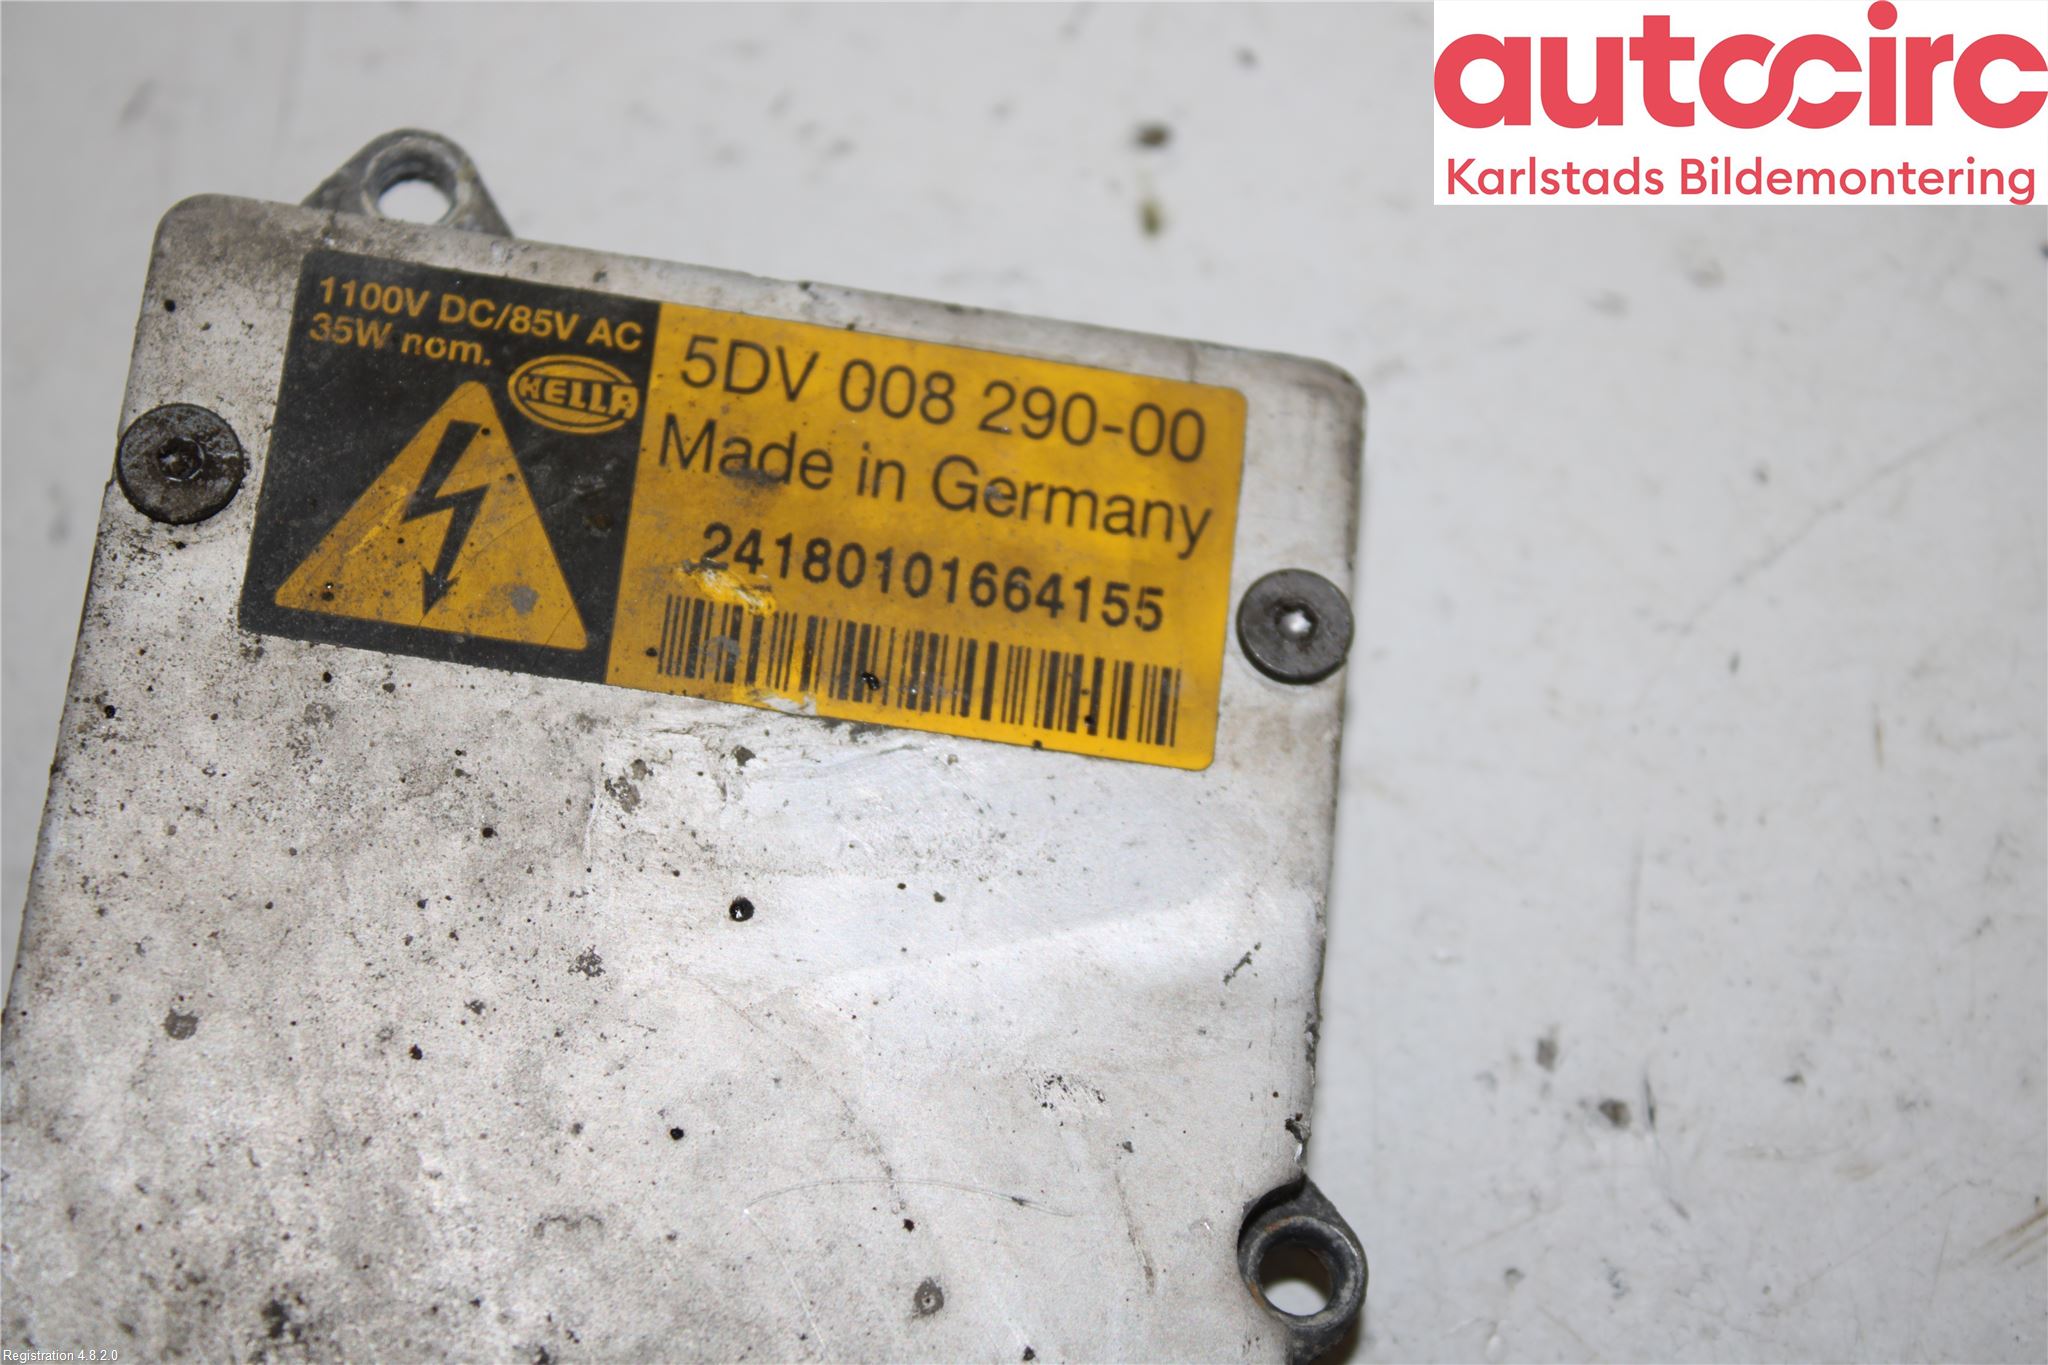 autocirc
Karlstads Bildemontering
1100V DC/85V AC
35W nom.
HELLA
5DV 008 290-00
Made in Germany
24180101664155
Registration 4.8.2.0